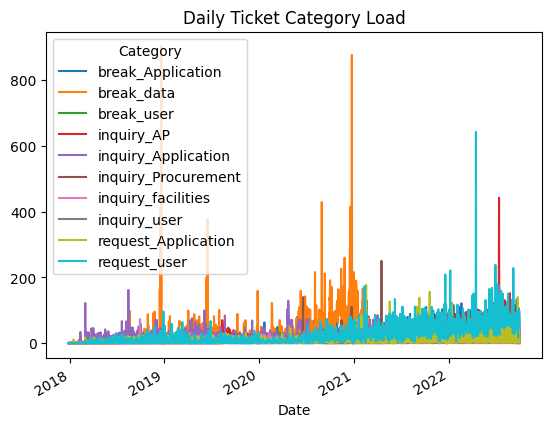 Daily Ticket Category Load
Category
break_Application
break_data
break_user
inquiry_AP
inquiry_Application
inquiry_Procurement
inquiry_facilities
inquiry_user
request_Application
request_user
800
600
400
200
0
2018
2019
2020
2021
2022
Date